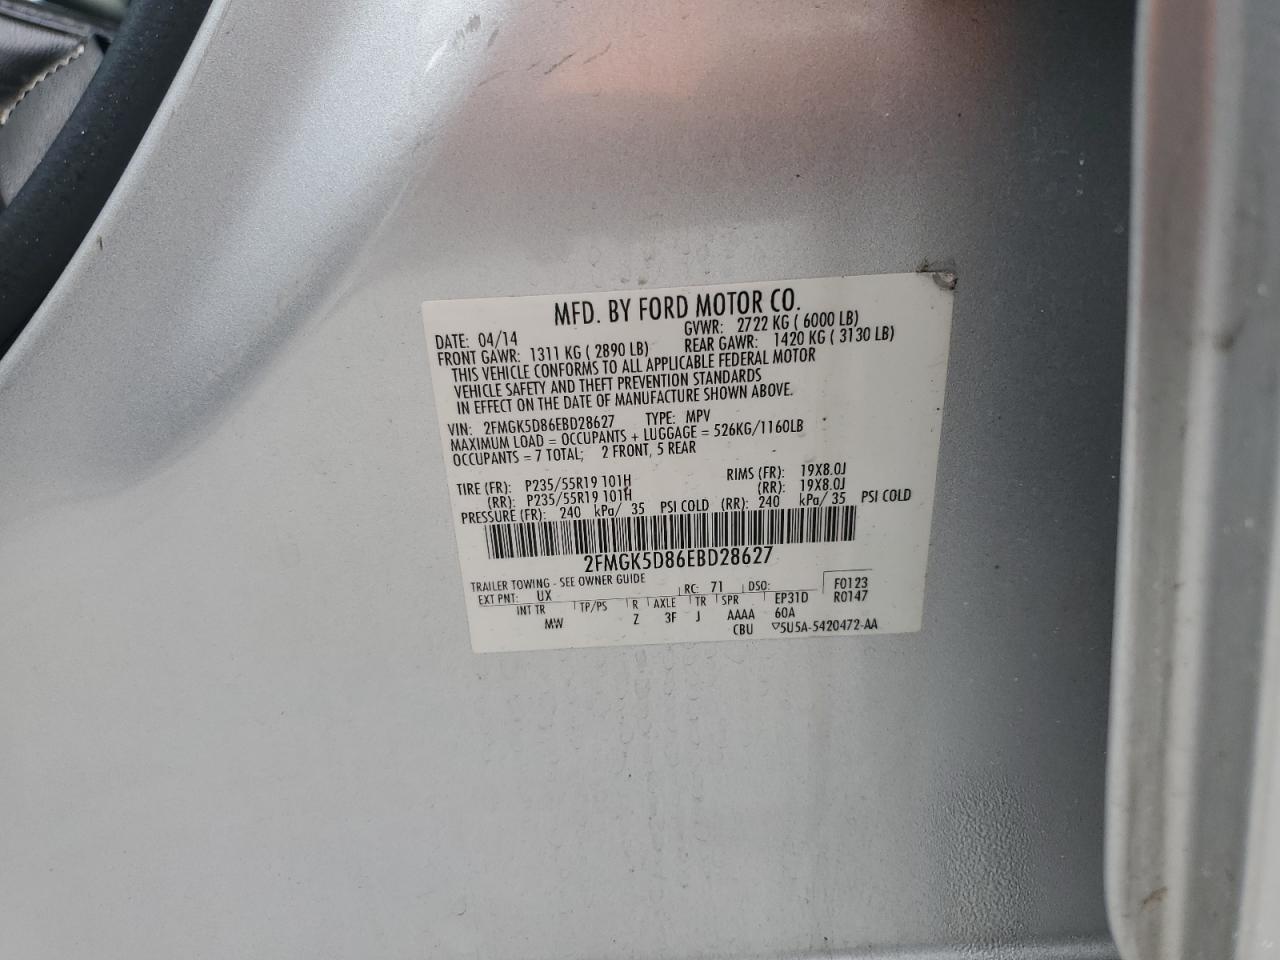 MFD. BY FORD MOTOR CO.
DATE: 04/14 GVWR: 2722 KG ( 6000 LB)
FRONT GAWR: 1311 KG ( 2890 LB) REAR GAWR: 1420 KG ( 3130 LB)
THIS VEHICLE CONFORMS TO ALL APPLICABLE FEDERAL MOTOR
VEHICLE SAFETY AND THEFT PREVENTION STANDARDS
IN EFFECT ON THE DATE OF MANUFACTURE SHOWN ABOVE.
VIN: 2FMGK5D86EBD28627 TYPE: MPV
MAXIMUM LOAD = OCCUPANTS + LUGGAGE = 526KG/1160LB
OCCUPANTS = 7 TOTAL; 2 FRONT, 5 REAR
TIRE (FR): P235/55R19 101H RIMS (FR): 19X8.0J
(RR): P235/55R19 101H (RR): 19X8.0J
PRESSURE (FR): 240 kPa/ 35 PSI COLD (RR): 240 kPa/ 35 PSI COLD
2FMGK5D86EBD28627
TRAILER TOWING - SEE OWNER GUIDE
EXT PNT: UX RC: 71 DSO: F0123
INT TR TP/PS R AXLE TR SPR EP31D R0147
MW Z 3F J AAAA 60A
CBU ▽5U5A-5420472-AA